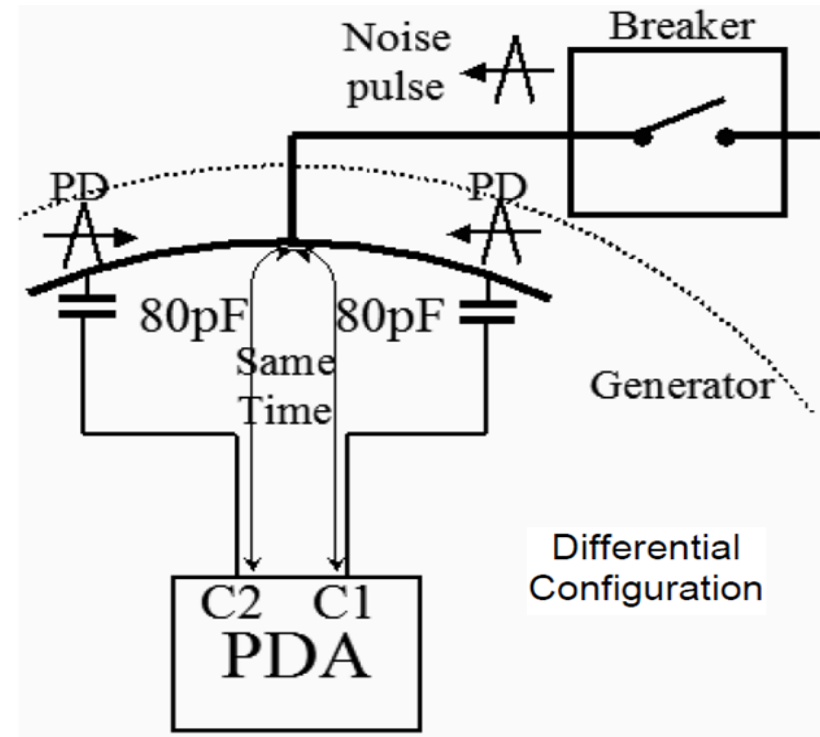 Breaker
Noise
pulse
PD
PD
80pF
80pF
Same
Time
Generator
Differential
Configuration
C2
C1
PDA